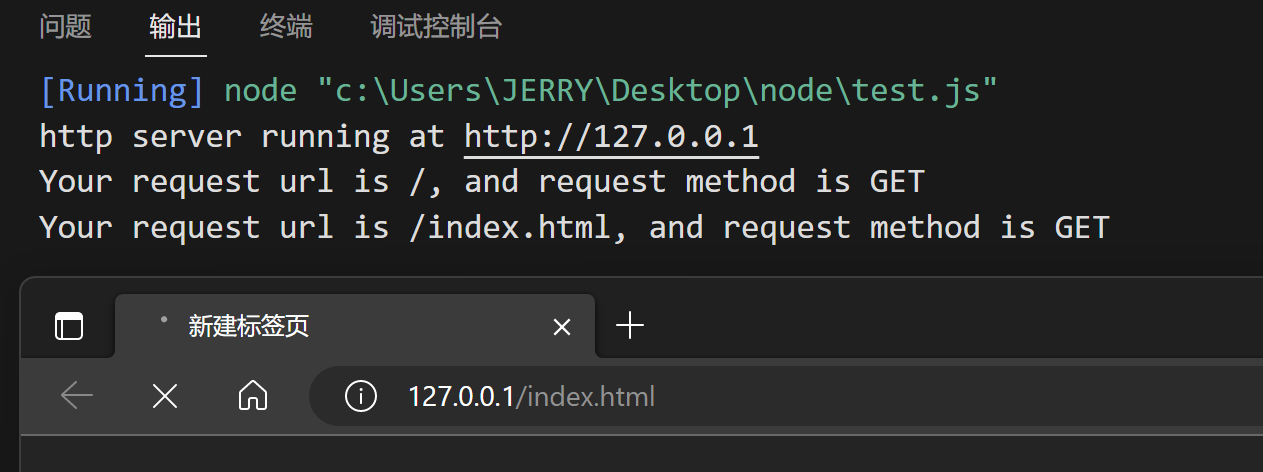 问题 输出 终端 调试控制台
[Running] node "c:\Users\JERRY\Desktop\node\test.js"
http server running at http://127.0.0.1
Your request url is /, and request method is GET
Your request url is /index.html, and request method is GET
新建标签页
127.0.0.1/index.html